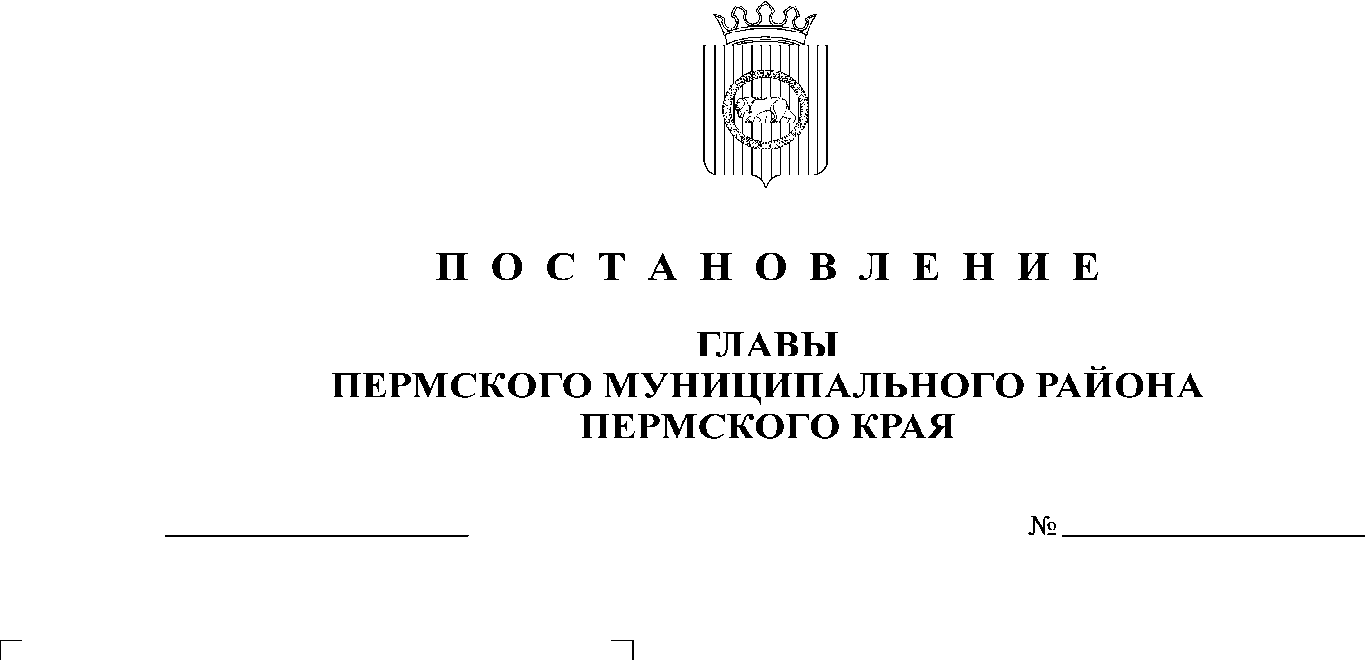 П О С Т А Н О В Л Е Н И Е
ГЛАВЫ
ПЕРМСКОГО МУНИЦИПАЛЬНОГО РАЙОНА
ПЕРМСКОГО КРАЯ
№